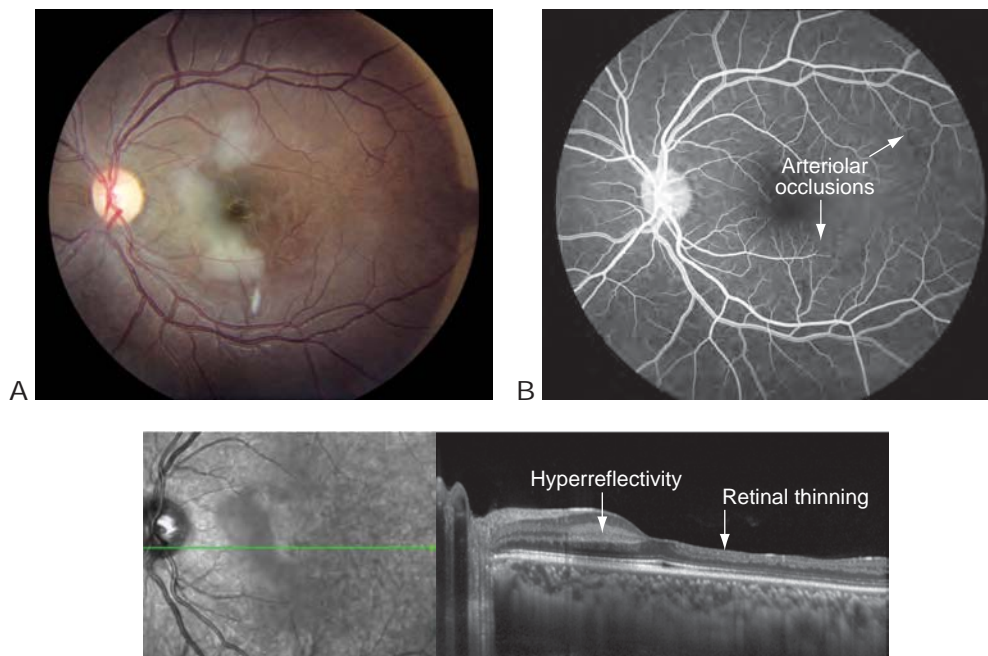 A
B
Arteriolar
occlusions
Hyperreflectivity
Retinal thinning